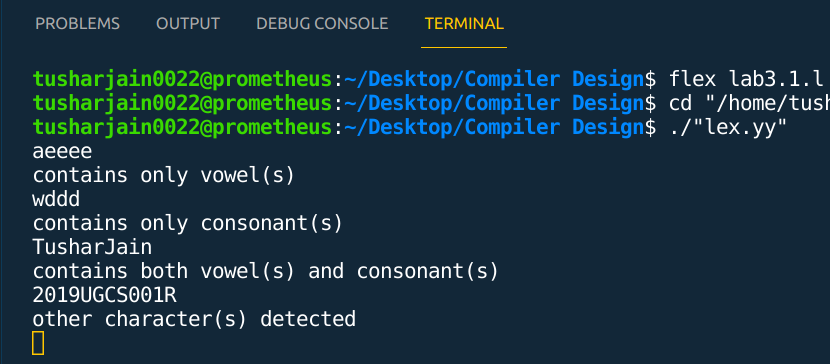 PROBLEMS OUTPUT DEBUG CONSOLE TERMINAL
tusharjain0022@prometheus:~/Desktop/Compiler Design$ flex lab3.1.l
tusharjain0022@prometheus:~/Desktop/Compiler Design$ cd "/home/tush
tusharjain0022@prometheus:~/Desktop/Compiler Design$ ./"lex.yy"
aeeee
contains only vowel(s)
wddd
contains only consonant(s)
TusharJain
contains both vowel(s) and consonant(s)
2019UGCS001R
other character(s) detected